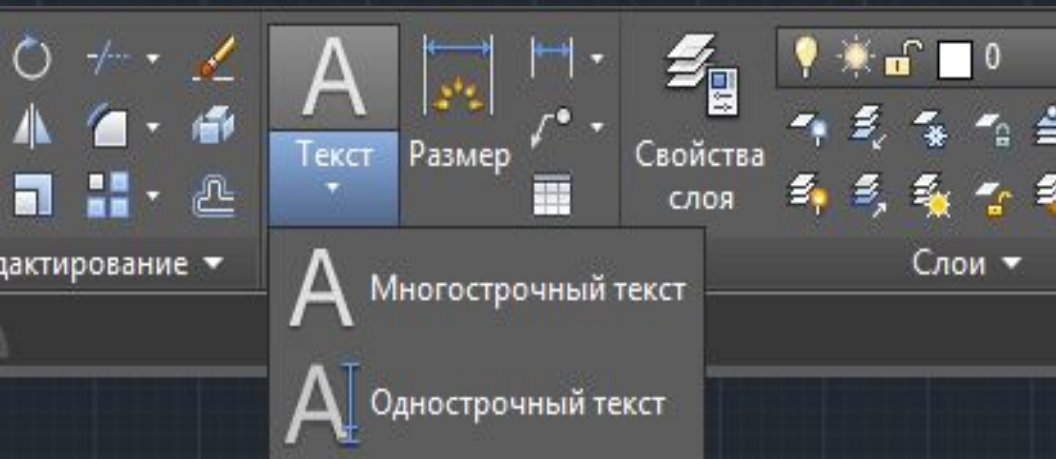 Текст
Размер
Свойства
слоя
0
дактирование
Слои
Многострочный текст
Однострочный текст